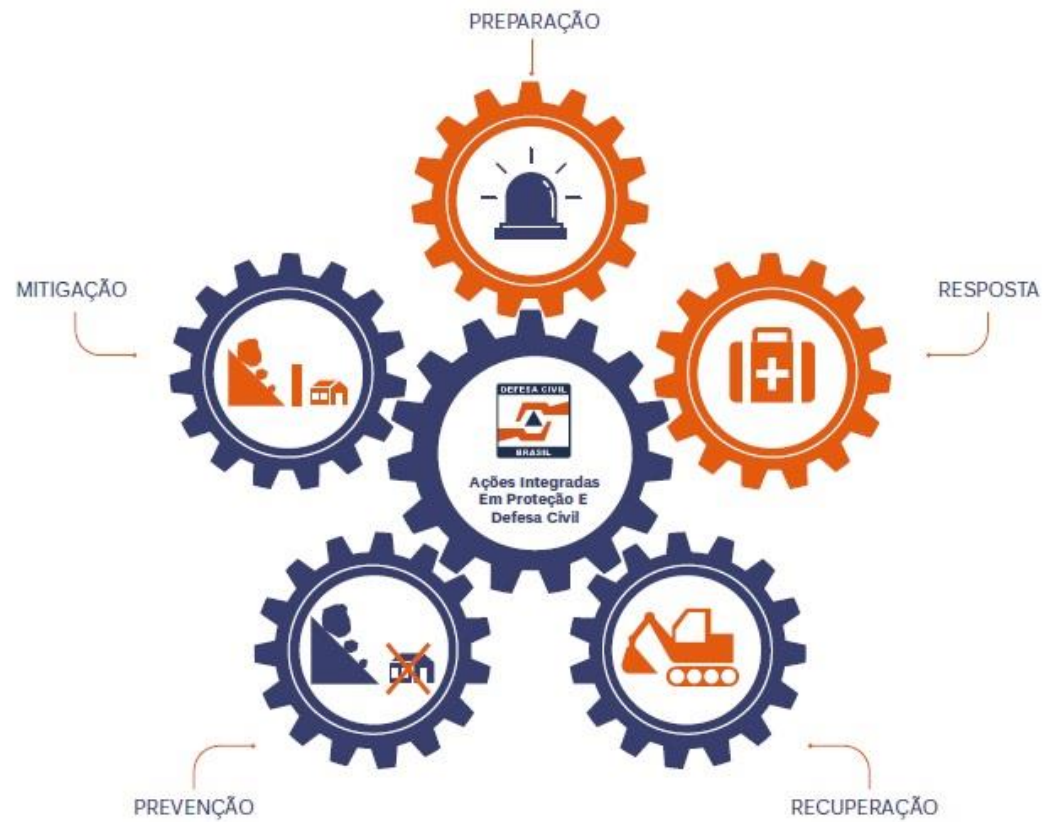 PREPARAÇÃO
MITIGAÇÃO
RESPOSTA
DEFESA CIVIL
BRASIL
Ações Integradas
Em Proteção E
Defesa Civil
PREVENÇÃO
RECUPERAÇÃO